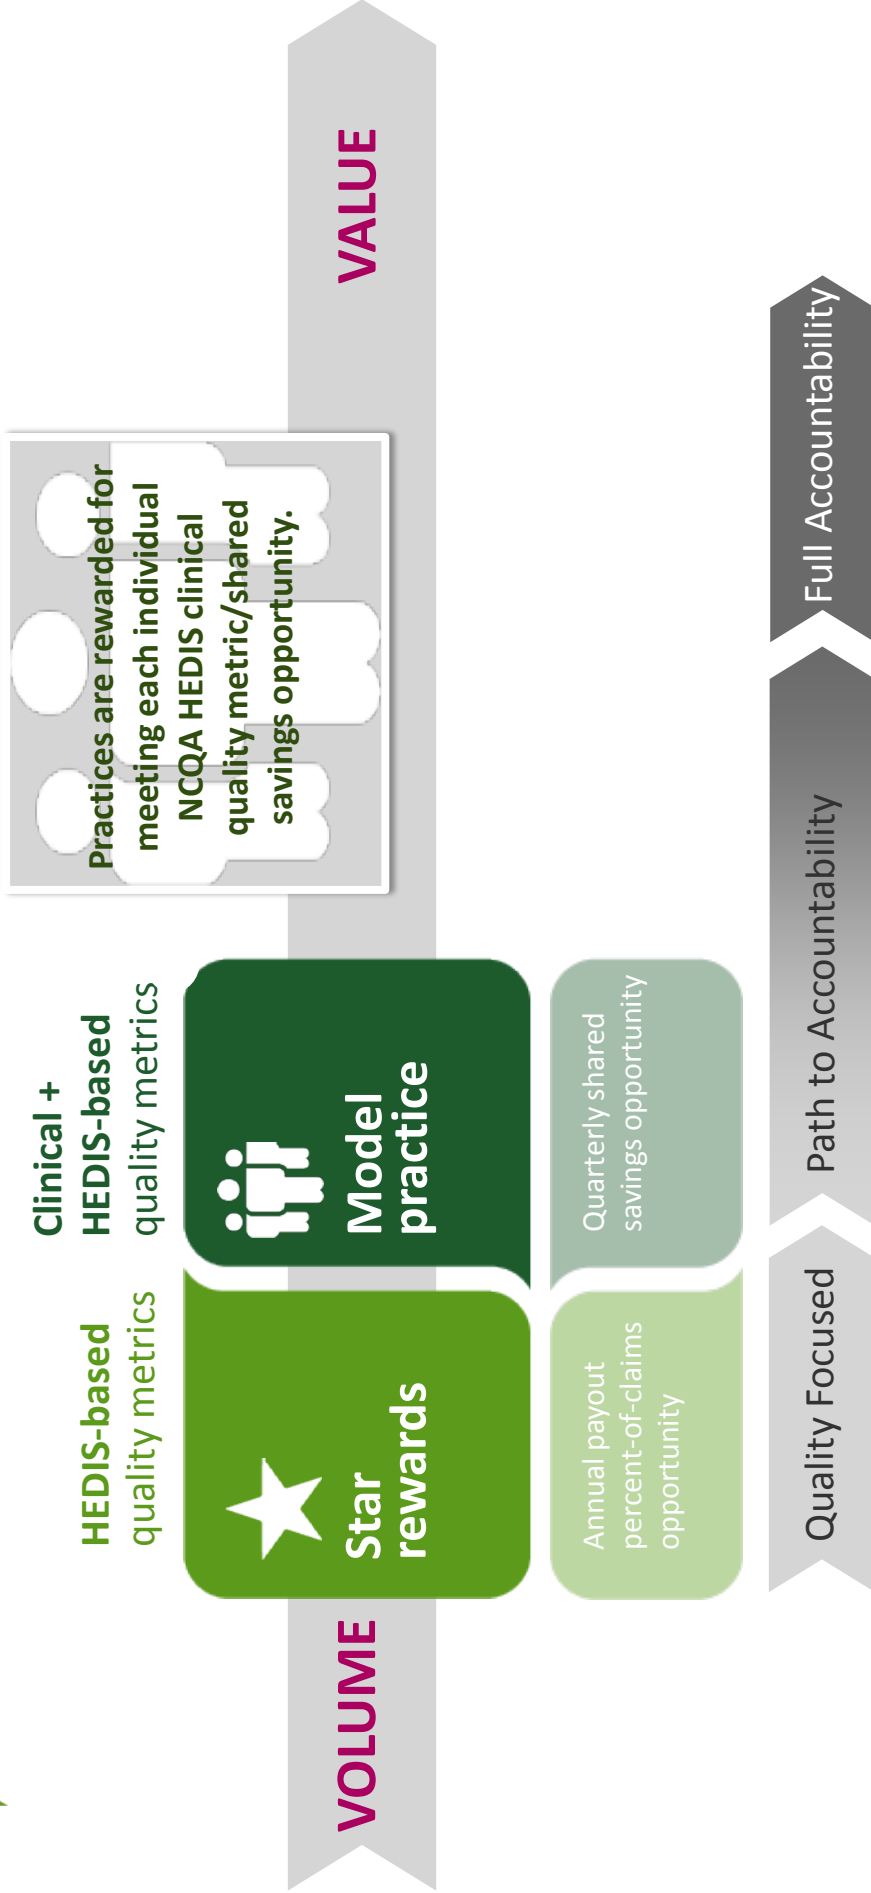 HEDIS-based
quality metrics
Clinical +
HEDIS-based
quality metrics
Practices are rewarded for
meeting each individual
NCQA HEDIS clinical
quality metric/shared
savings opportunity.
VOLUME
Star
rewards
Model
practice
VALUE
Annual payout
percent-of-claims
opportunity
Quarterly shared
savings opportunity
Quality Focused
Path to Accountability
Full Accountability